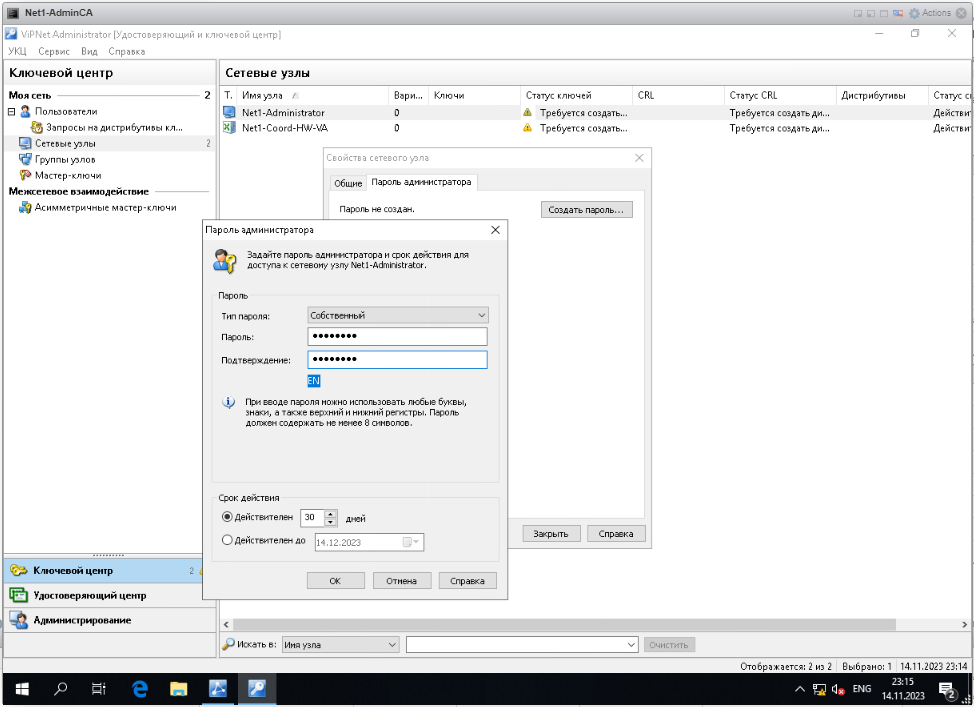 Net1-AdminCA
Actions
ViPNet Administrator [Удостоверяющий и ключевой центр]
УКЦ Сервис Вид Справка
Ключевой центр
Моя сеть 2
Пользователи
Запросы на дистрибутивы кл...
Сетевые узлы 2
Группы узлов
Мастер-ключи
Межсетевое взаимодействие
Асимметричные мастер-ключи
Ключевой центр 2
Удостоверяющий центр
Администрирование
Сетевые узлы
Т. Имя узла Вари... Ключи Статус ключей CRL Статус CRL Дистрибутивы Статус с
Net1-Administrator 0 Требуется создать... Требуется создать ди... Действи
Net1-Coord-HW-VA 0 Требуется создать... Требуется создать ди... Действи
Свойства сетевого узла
Общие Пароль администратора
Пароль не создан. Создать пароль...
Закрыть Справка
Пароль администратора
Задайте пароль администратора и срок действия для
доступа к сетевому узлу Net1-Administrator.
Пароль
Тип пароля: Собственный
Пароль: ••••••••
Подтверждение: ••••••••
EN
При вводе пароля можно использовать любые буквы,
знаки, а также верхний и нижний регистры. Пароль
должен содержать не менее 8 символов.
Срок действия
Действителен 30 дней
Действителен до 14.12.2023
ОК Отмена Справка
Искать в: Имя узла Очистить
Отображается: 2 из 2 Выбрано: 1 14.11.2023 23:14
ENG 23:15
14.11.2023 2